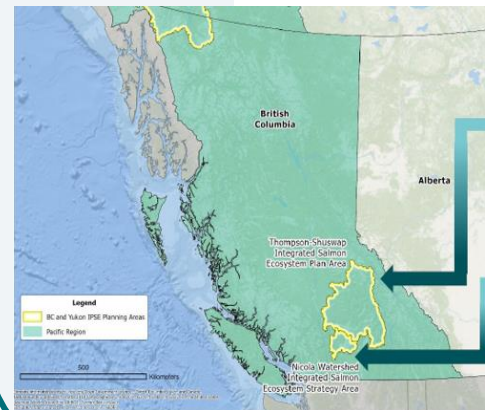 British
Columbia
Alberta
Thompson-Shuswap
Integrated Salmon
Ecosystem Plan Area
Legend
BC and Yukon IPSE Planning Areas
Pacific Region
500
Kilometers
Nicola Watershed
Integrated Salmon
Ecosystem Strategy Area